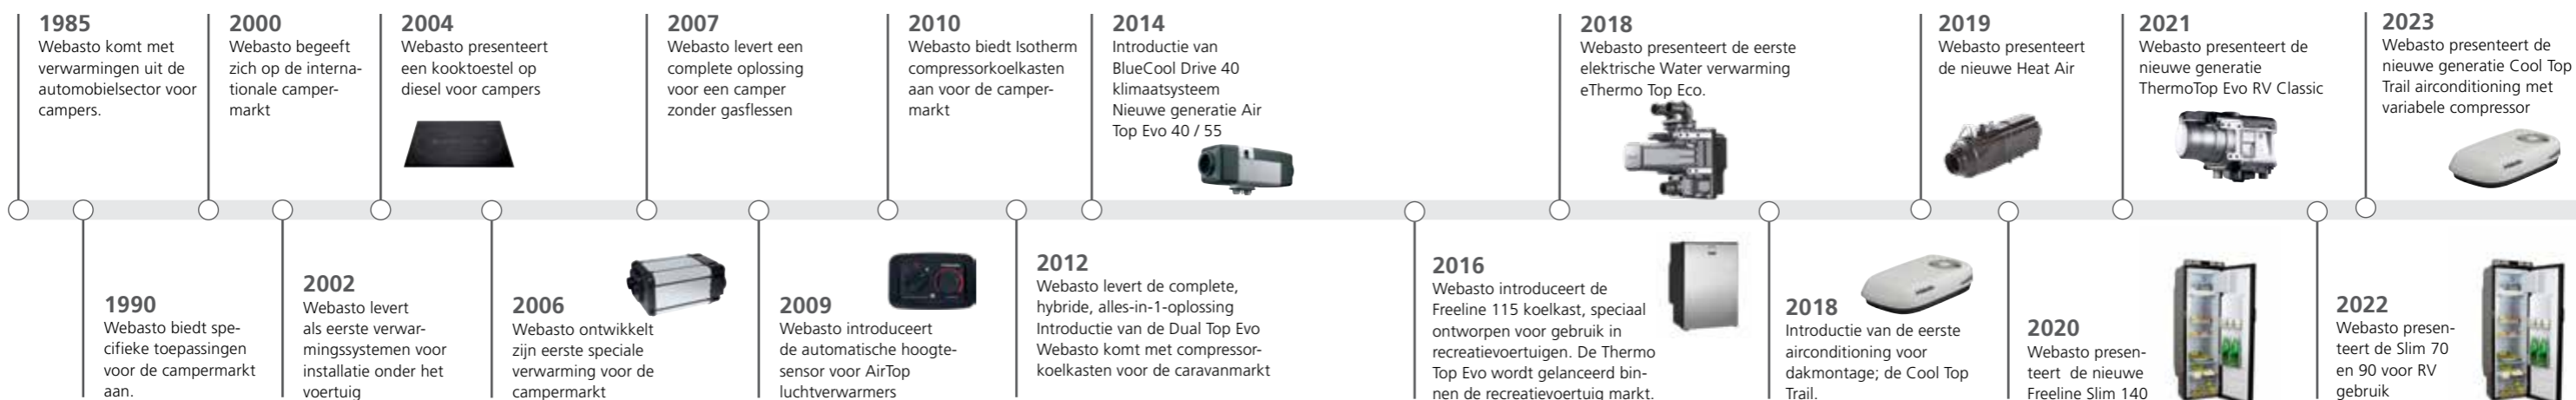 1985
Webasto komt met
verwarmingen uit de
automobielsector voor
campers.
1990
Webasto biedt spe-
cifieke toepassingen
voor de campermarkt
aan.
2000
Webasto begeeft
zich op de interna-
tionale camper-
markt
2002
Webasto levert
als eerste verwar-
mingssystemen voor
installatie onder het
voertuig
2004
Webasto presenteert
een kooktoestel op
diesel voor campers
2006
Webasto ontwikkelt
zijn eerste speciale
verwarming voor de
campermarkt
2007
Webasto levert een
complete oplossing
voor een camper
zonder gasflessen
2009
Webasto introduceert
de automatische hoogte-
sensor voor AirTop
luchtverwarmers
2010
Webasto biedt Isotherm
compressorkoelkasten
aan voor de camper-
markt
2012
Webasto levert de complete,
hybride, alles-in-1-oplossing
Introductie van de Dual Top Evo
Webasto komt met compressor-
koelkasten voor de caravanmarkt
2014
Introductie van
BlueCool Drive 40
klimaatsysteem
Nieuwe generatie Air
Top Evo 40 / 55
2016
Webasto introduceert de
Freeline 115 koelkast, speciaal
ontworpen voor gebruik in
recreatievoertuigen. De Thermo
Top Evo wordt gelanceerd bin-
nen de recreatievoertuig markt.
2018
Webasto presenteert de eerste
elektrische Water verwarming
eThermo Top Eco.
2018
Introductie van de eerste
airconditioning voor
dakmontage; de Cool Top
Trail.
2019
Webasto presenteert
de nieuwe Heat Air
2020
Webasto presen-
teert de nieuwe
Freeline Slim 140
2021
Webasto presenteert de
nieuwe generatie
ThermoTop Evo RV Classic
2022
Webasto presen-
teert de Slim 70
en 90 voor RV
gebruik
2023
Webasto presenteert de
nieuwe generatie Cool Top
Trail airconditioning met
variabele compressor